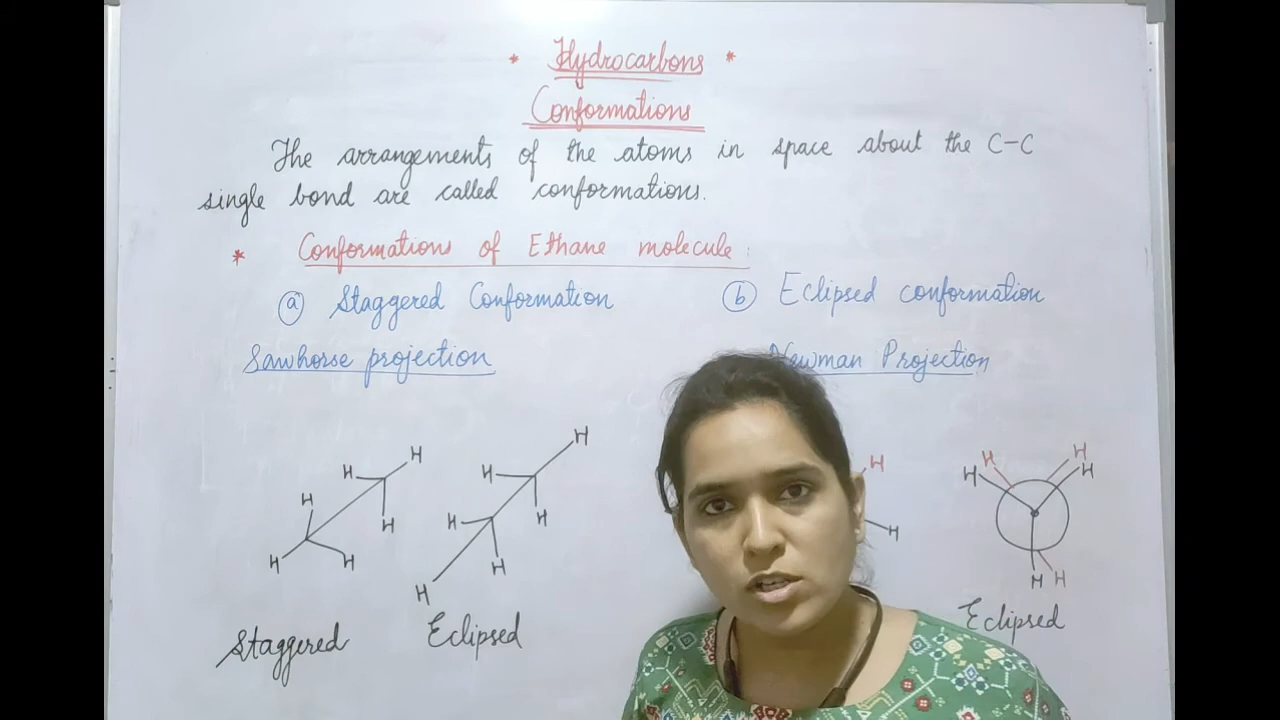 * Hydrocarbons *
Conformations
The arrangements of the atoms in space about the C-C
single bond are called conformations.
* Conformations of Ethane molecule:
(a) Staggered Conformation (b) Eclipsed conformation
Sawhorse projection Newman Projection
H H H H
H H H H H H
H H H
H H H H H
H H H
H
Staggered Eclipsed Eclipsed